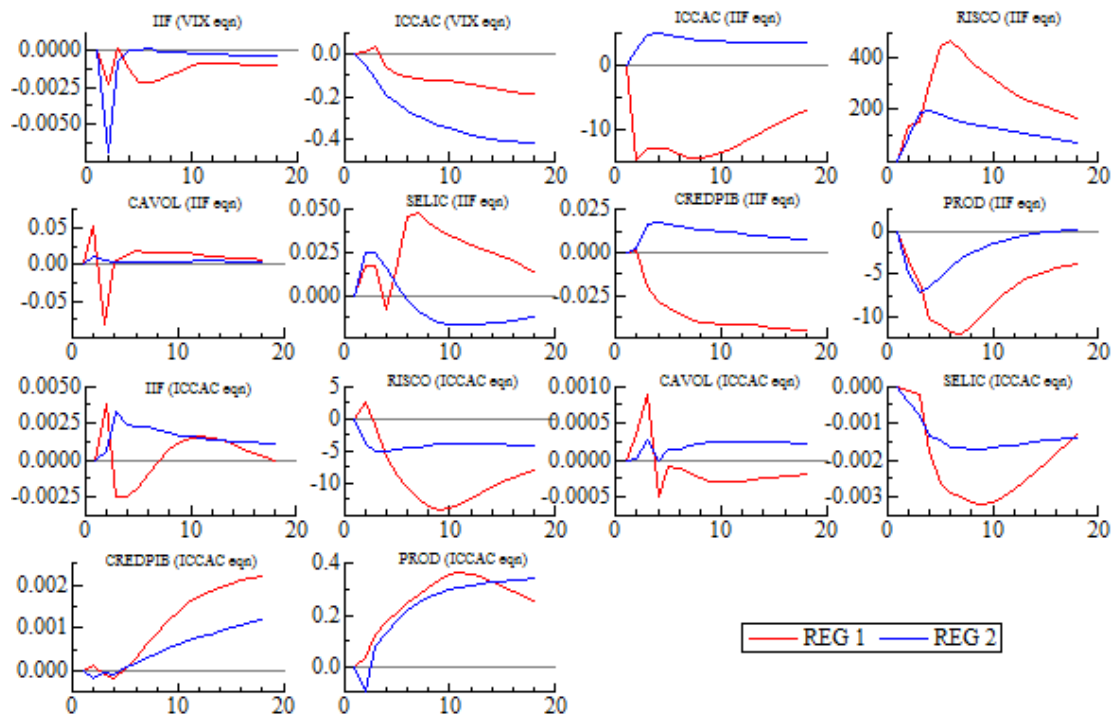 IIF (VIX eqn) ICCAC (VIX eqn) ICCAC (IIF eqn) RISCO (IIF eqn)
0.0000 -0.0025 -0.0050 0 10 20
0.0 -0.2 -0.4 0 10 20
0 -10 0 10 20
400 200 0 10 20
CAVOL (IIF eqn) SELIC (IIF eqn) CREDPIB (IIF eqn) PROD (IIF eqn)
0.05 0.00 -0.05 0 10 20
0.050 0.025 0.000 0 10 20
0.025 0.000 -0.025 0 10 20
0 -5 -10 0 10 20
IIF (ICCAC eqn) RISCO (ICCAC eqn) CAVOL (ICCAC eqn) SELIC (ICCAC eqn)
0.0050 0.0025 0.0000 -0.0025 0 10 20
5 0 -5 -10 0 10 20
0.0010 0.0005 0.0000 -0.0005 0 10 20
0.000 -0.001 -0.002 -0.003 0 10 20
CREDPIB (ICCAC eqn) PROD (ICCAC eqn)
0.002 0.001 0.000 0 10 20
0.4 0.2 0.0 0 10 20
REG 1 REG 2